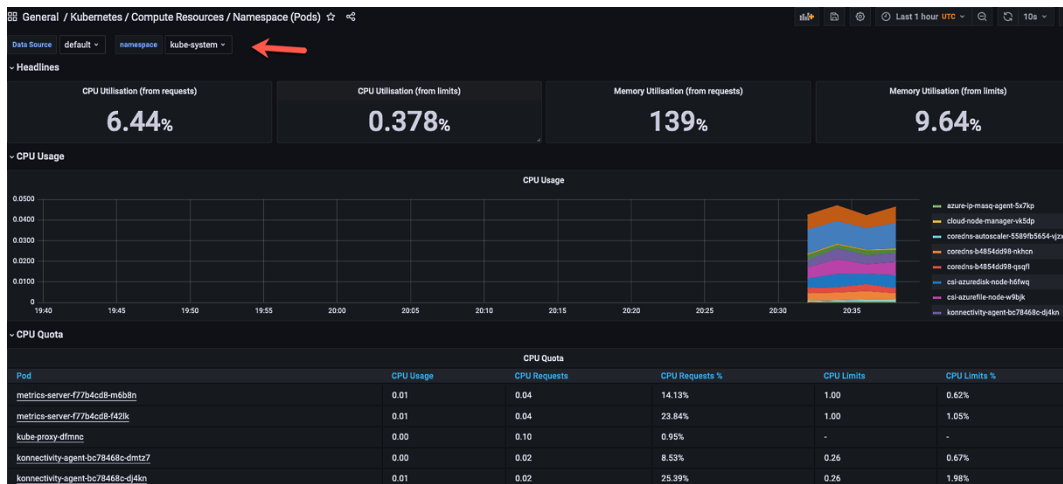 General / Kubernetes / Compute Resources / Namespace (Pods) Last 1 hour UTC 10s
Data Source default namespace kube-system
Headlines
CPU Utilisation (from requests) CPU Utilisation (from limits) Memory Utilisation (from requests) Memory Utilisation (from limits)
6.44% 0.378% 139% 9.64%
CPU Usage
CPU Usage
0.0500
0.0400
0.0300
0.0200
0.0100
0
19:40 19:45 19:50 19:55 20:00 20:05 20:10 20:15 20:20 20:25 20:30 20:35
azure-ip-masq-agent-5x7kp
cloud-node-manager-vk5dp
coredns-autoscaler-5589fb5654-vjzx
coredns-b4854dd98-nkhcn
coredns-b4854dd98-qsqfl
csi-azuredisk-node-h6fwq
csi-azurefile-node-w9bjk
konnectivity-agent-bc78468c-dj4kn
CPU Quota
CPU Quota
Pod CPU Usage CPU Requests CPU Requests % CPU Limits CPU Limits %
metrics-server-f77b4cd8-m6b8n 0.01 0.04 14.13% 1.00 0.62%
metrics-server-f77b4cd8-f42lk 0.01 0.04 23.84% 1.00 1.05%
kube-proxy-dfmnc 0.00 0.10 0.95% - -
konnectivity-agent-bc78468c-dmtz7 0.00 0.02 8.53% 0.26 0.67%
konnectivity-agent-bc78468c-dj4kn 0.01 0.02 25.39% 0.26 1.98%